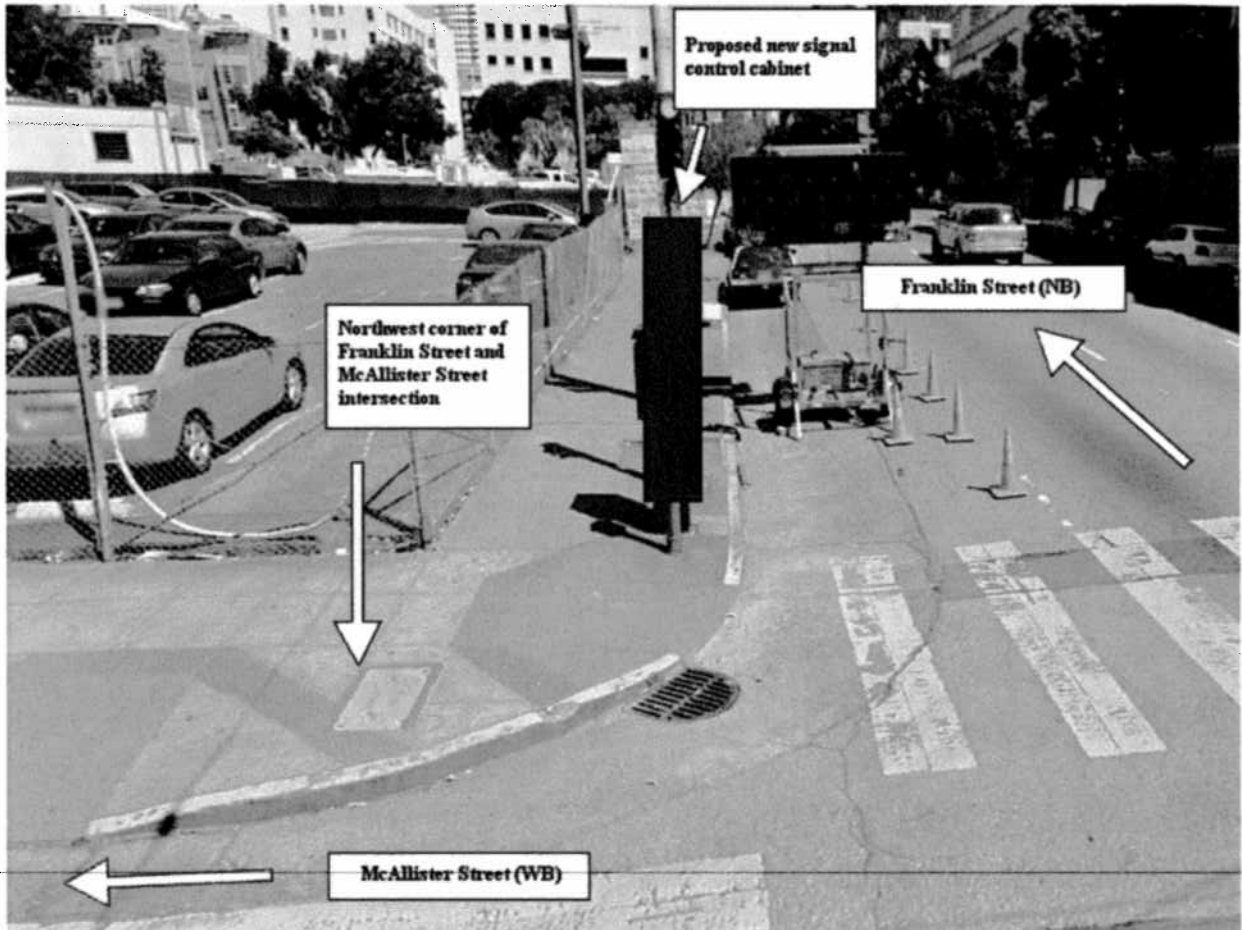 Proposed new signal
control cabinet
Franklin Street (NB)
Northwest corner of
Franklin Street and
McAllister Street
intersection
McAllister Street (WB)